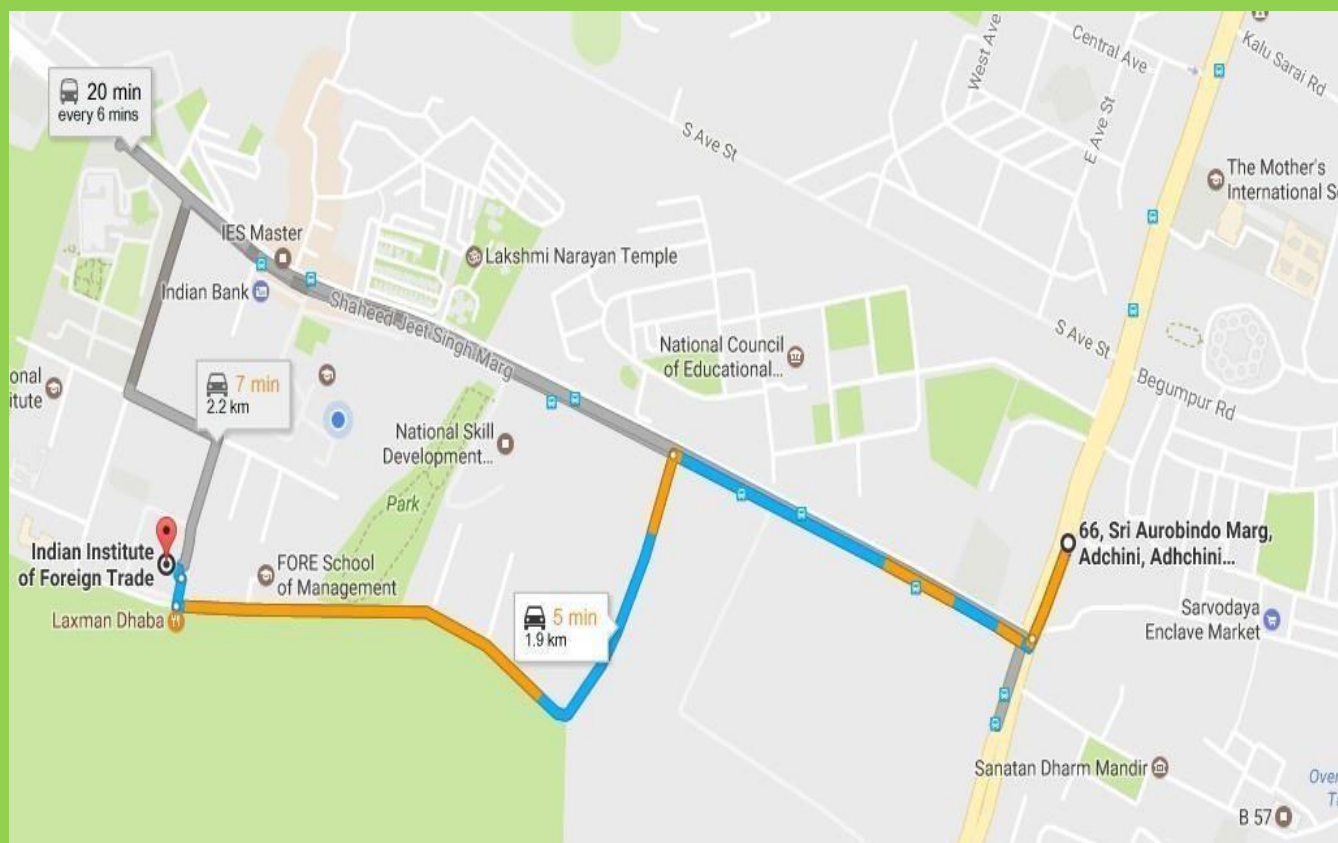 Central Ave
Kalu Sarai Rd
West Ave
20 min
every 6 mins
S Ave St
E Ave St
The Mother's
International S
IES Master
Lakshmi Narayan Temple
Indian Bank
Shaheed Jeet Singh Marg
National Council
of Educational...
S Ave St
Begumpur Rd
onal
itute
7 min
2.2 km
National Skill
Development...
Park
66, Sri Aurobindo Marg,
Adchini, Adhchini...
Indian Institute
of Foreign Trade
FORE School
of Management
Laxman Dhaba
5 min
1.9 km
Sarvodaya
Enclave Market
Sanatan Dharm Mandir
Over
B 57